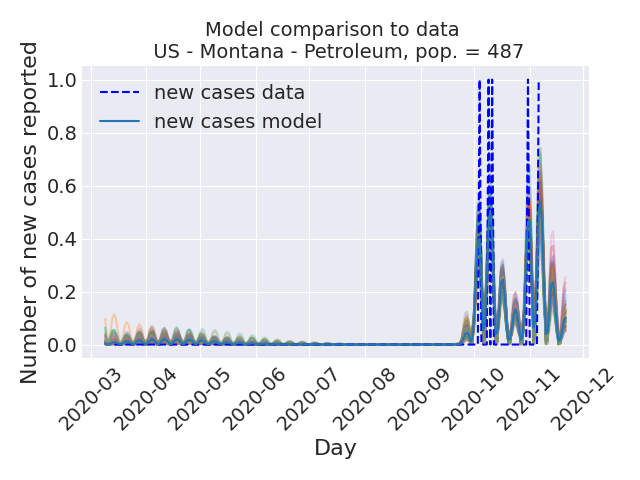 Model comparison to data
US - Montana - Petroleum, pop. = 487
Number of new cases reported
1.0
0.8
0.6
0.4
0.2
0.0
new cases data
new cases model
2020-03
2020-04
2020-05
2020-06
2020-07
2020-08
2020-09
2020-10
2020-11
2020-12
Day